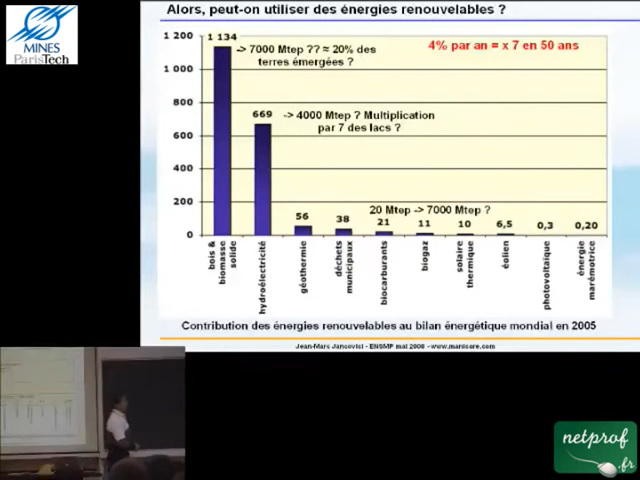 MINES
ParisTech
Alors, peut-on utiliser des énergies renouvelables ?
1 200
1 000
800
600
400
200
0
1 134
-> 7000 Mtep ?? ≈ 20% des
terres émergées ?
4% par an = x 7 en 50 ans
669
-> 4000 Mtep ? Multiplication
par 7 des lacs ?
20 Mtep -> 7000 Mtep ?
56
38
21
11
10
6,5
0,3
0,20
bois &
biomasse
solide
hydroélectricité
géothermie
déchets
municipaux
biocarburants
biogaz
solaire
thermique
éolien
photovoltaïque
énergie
marémotrice
Contribution des énergies renouvelables au bilan énergétique mondial en 2005
Jean-Marc Jancovici - ENSMP mai 2008 - www.manicore.com
netprof
.fr